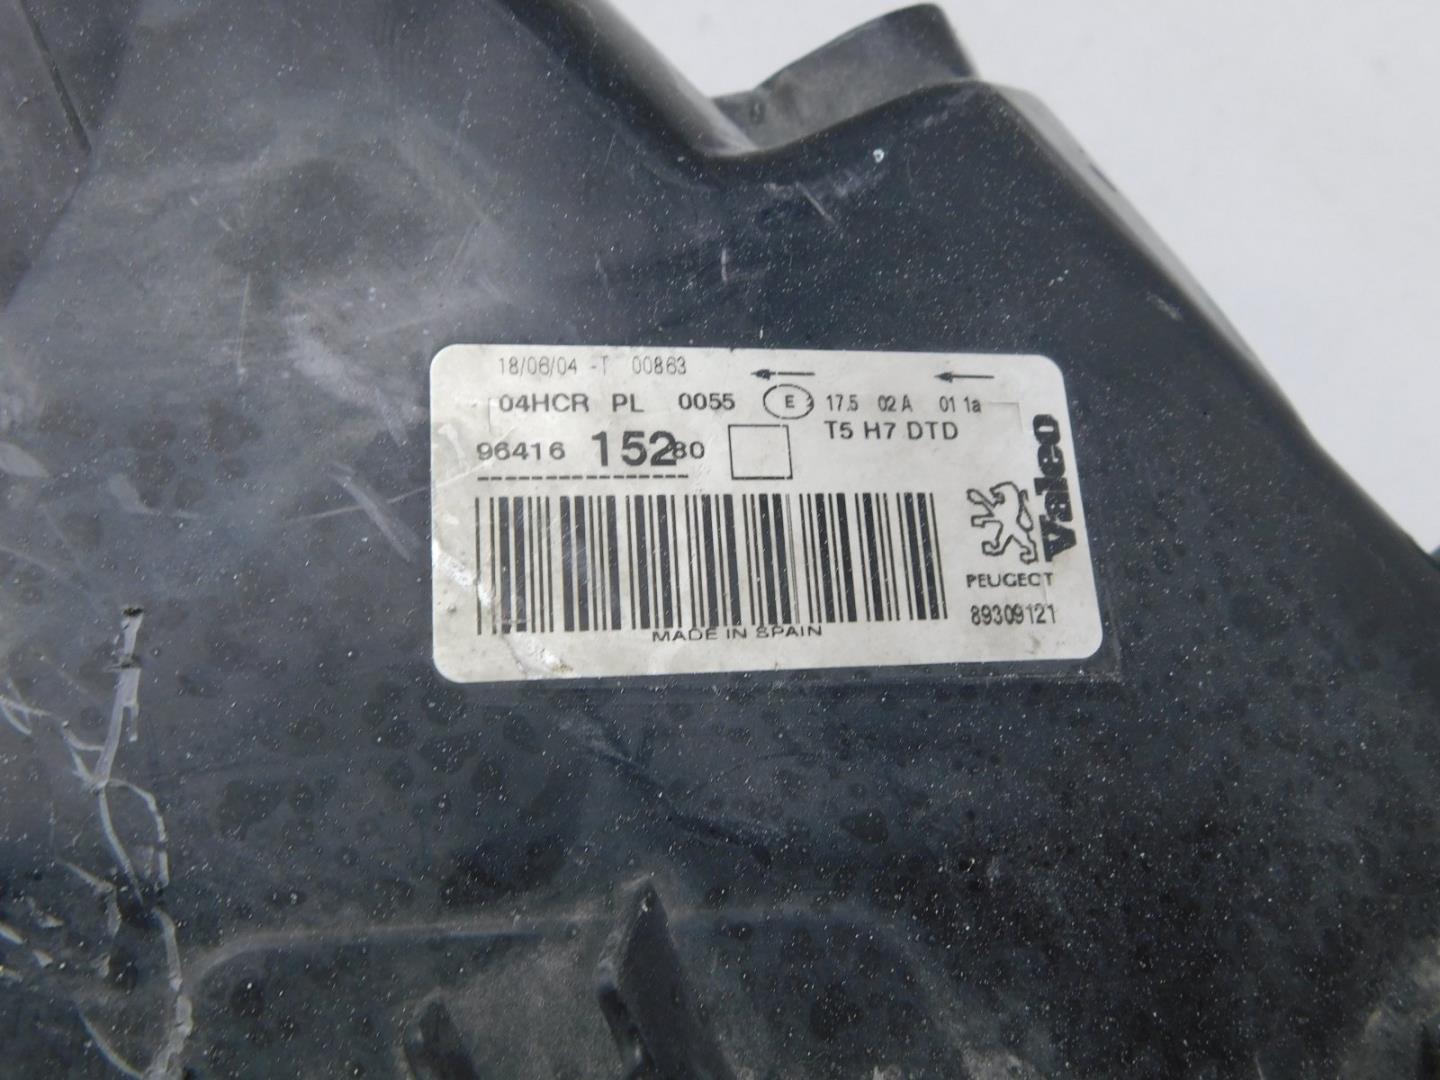 18/06/04 -T 00863
04HCR PL 0055 E 17.5 02 A 01 1a
96416 152 80 T5 H7 DTD
Valeo
PEUGEOT
89309121
MADE IN SPAIN